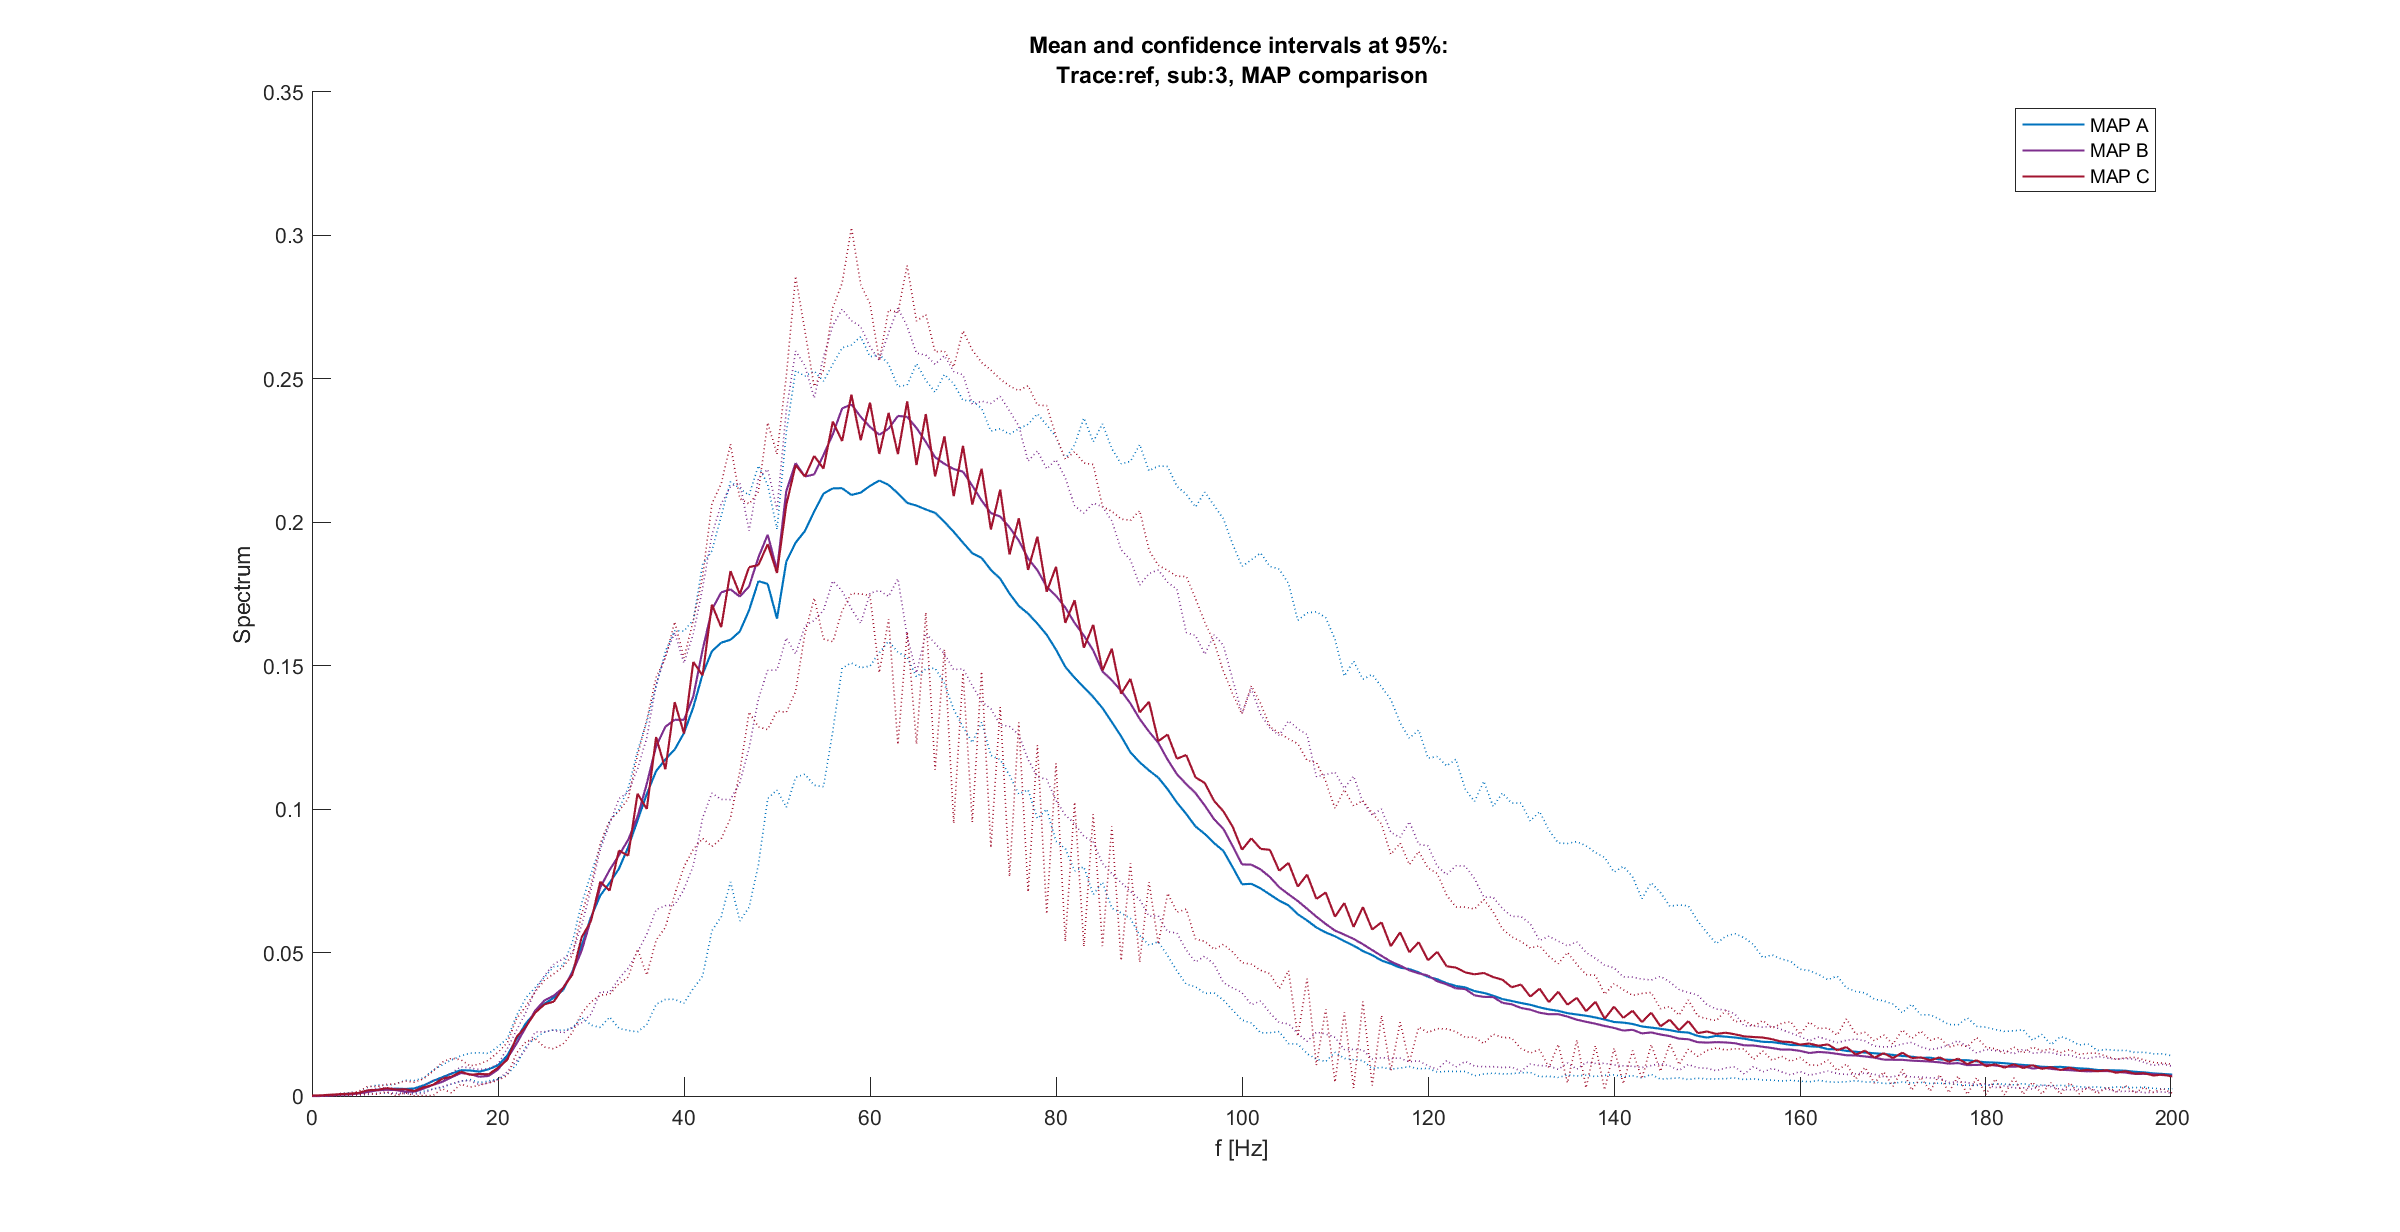 Mean and confidence intervals at 95%:
Trace:ref, sub:3, MAP comparison
MAP A
MAP B
MAP C
Spectrum
0.35
0.3
0.25
0.2
0.15
0.1
0.05
0
0 20 40 60 80 100 120 140 160 180 200
f [Hz]